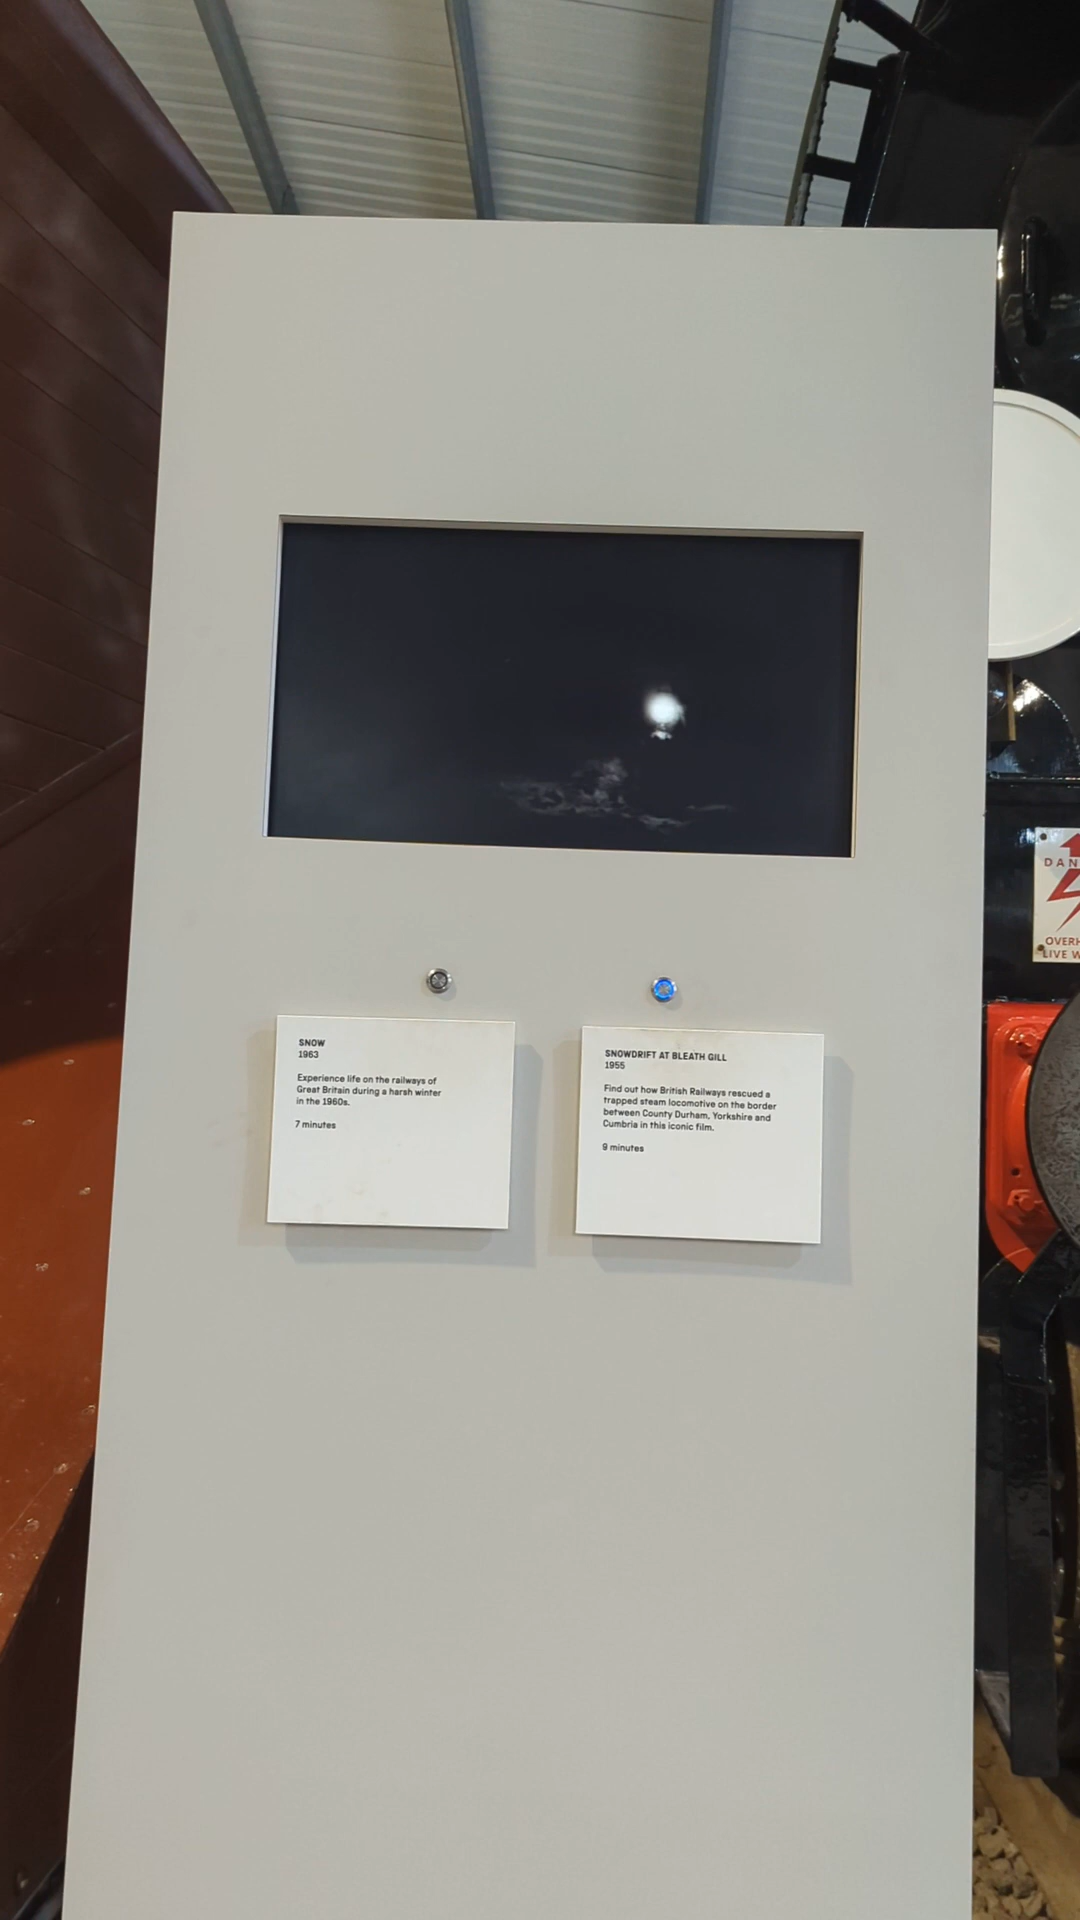 SNOW
1963
Experience life on the railways of
Great Britain during a harsh winter
in the 1960s.
7 minutes
SNOWDRIFT AT BLEATH GILL
1955
Find out how British Railways rescued a
trapped steam locomotive on the border
between County Durham, Yorkshire and
Cumbria in this iconic film.
9 minutes
LIVE